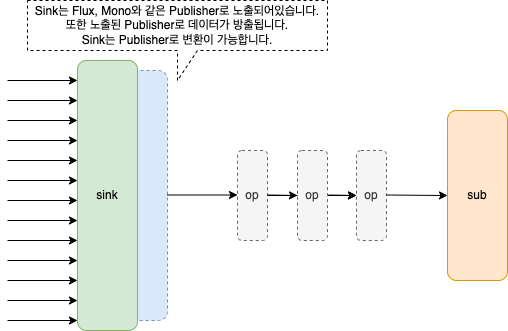 Sink는 Flux, Mono와 같은 Publisher로 노출되어있습니다.
또한 노출된 Publisher로 데이터가 방출됩니다.
Sink는 Publisher로 변환이 가능합니다.
sink
op
op
op
sub